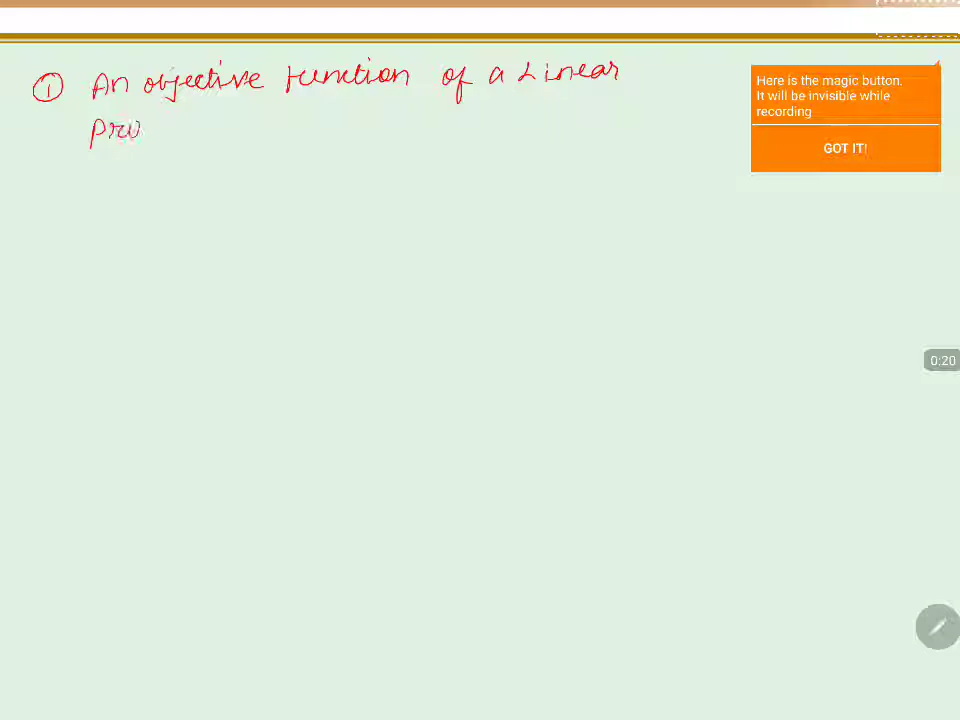 ① An objective function of a Linear
pro
Here is the magic button.
It will be invisible while
recording
GOT IT!
0:20